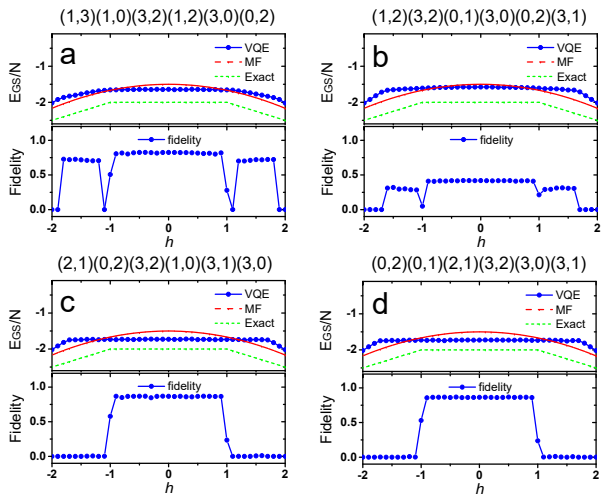 (1,3)(1,0)(3,2)(1,2)(3,0)(0,2)
a
VQE
MF
Exact
E_GS/N
-1
-2
fidelity
Fidelity
1.0
0.5
0.0
-2 -1 0 1 2
h
(1,2)(3,2)(0,1)(3,0)(0,2)(3,1)
b
VQE
MF
Exact
E_GS/N
-1
-2
fidelity
Fidelity
1.0
0.5
0.0
-2 -1 0 1 2
h
(2,1)(0,2)(3,2)(1,0)(3,1)(3,0)
c
VQE
MF
Exact
E_GS/N
-1
-2
fidelity
Fidelity
1.0
0.5
0.0
-2 -1 0 1 2
h
(0,2)(0,1)(2,1)(3,2)(3,0)(3,1)
d
VQE
MF
Exact
E_GS/N
-1
-2
fidelity
Fidelity
1.0
0.5
0.0
-2 -1 0 1 2
h